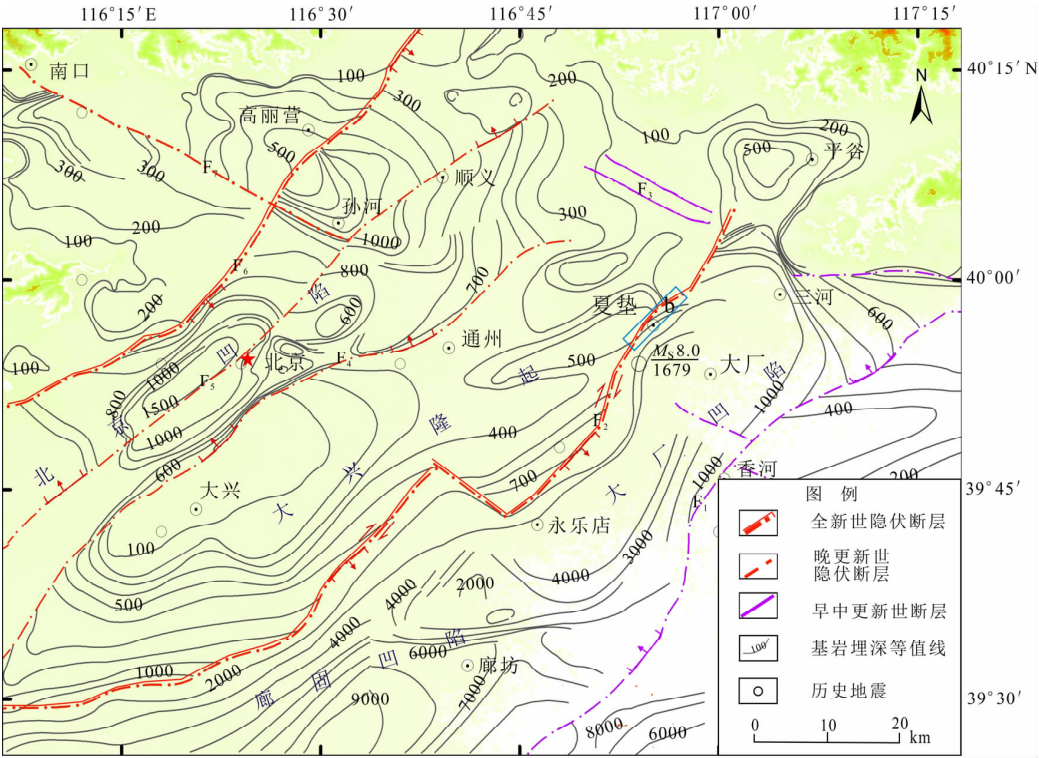 116°15′E
116°30′
116°45′
117°00′
117°15′
40°15′N
40°00′
39°45′
39°30′
N
南口
100
200
300
高丽营
100
200
平谷
500
500
300
300
F₃
顺义
孙河
300
200
1000
100
800
700
F₆
陷
三河
200
600
夏垫
b
600
通州
Mₛ8.0
1679
大厂
凹
北京
F₄
100
1000
500
陷
起
F₅
800
1500
1000
凹
400
京
1000
隆
400
F₂
600
厂
北
兴
700
1000
香河
200
大兴
大
大
F₁
永乐店
100
3000
4000
500
2000
4000
4000
陷
6000
1000
凹
廊坊
2000
固
廊
9000
7000
8000
6000
图 例
全新世隐伏断层
晚更新世
隐伏断层
早中更新世断层
100
基岩埋深等值线
历史地震
0 10 20
km